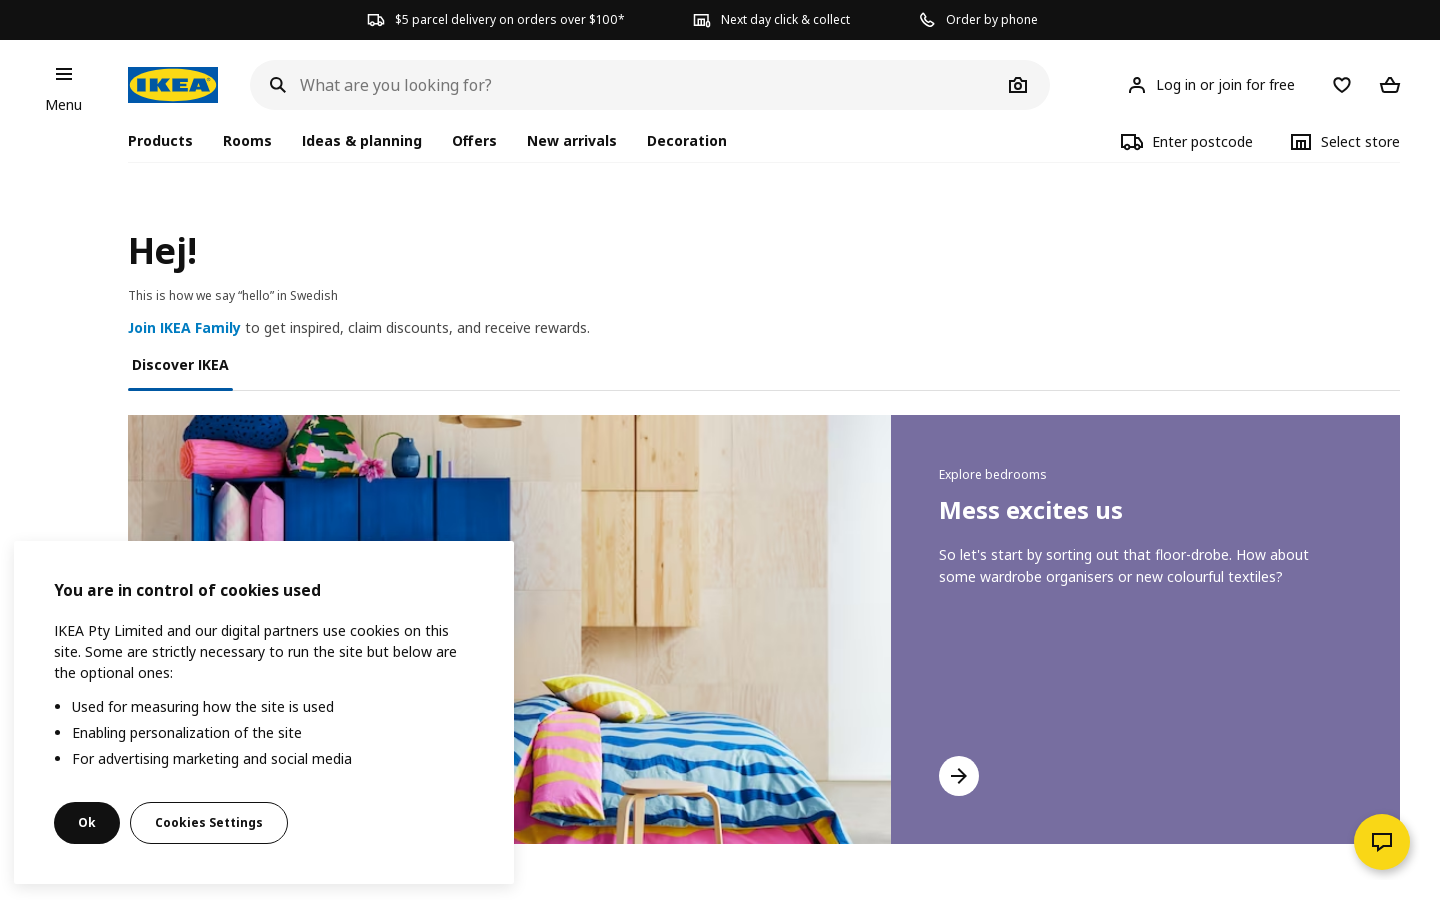 $5 parcel delivery on orders over $100*
Next day click & collect
Order by phone
Menu
IKEA
What are you looking for?
Log in or join for free
Products
Rooms
Ideas & planning
Offers
New arrivals
Decoration
Enter postcode
Select store
Hej!
This is how we say “hello” in Swedish
Join IKEA Family to get inspired, claim discounts, and receive rewards.
Discover IKEA
Explore bedrooms
Mess excites us
So let's start by sorting out that floor-drobe. How about
some wardrobe organisers or new colourful textiles?
You are in control of cookies used
IKEA Pty Limited and our digital partners use cookies on this
site. Some are strictly necessary to run the site but below are
the optional ones:
Used for measuring how the site is used
Enabling personalization of the site
For advertising marketing and social media
Ok
Cookies Settings